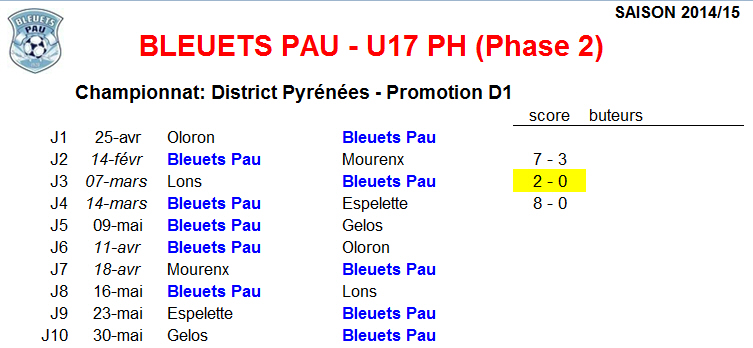 BLEUETS
PAU
SAISON 2014/15
BLEUETS PAU - U17 PH (Phase 2)
Championnat: District Pyrénées - Promotion D1
score buteurs
J1 25-avr Oloron Bleuets Pau
J2 14-févr Bleuets Pau Mourenx 7 - 3
J3 07-mars Lons Bleuets Pau 2 - 0
J4 14-mars Bleuets Pau Espelette 8 - 0
J5 09-mai Bleuets Pau Gelos
J6 11-avr Bleuets Pau Oloron
J7 18-avr Mourenx Bleuets Pau
J8 16-mai Bleuets Pau Lons
J9 23-mai Espelette Bleuets Pau
J10 30-mai Gelos Bleuets Pau